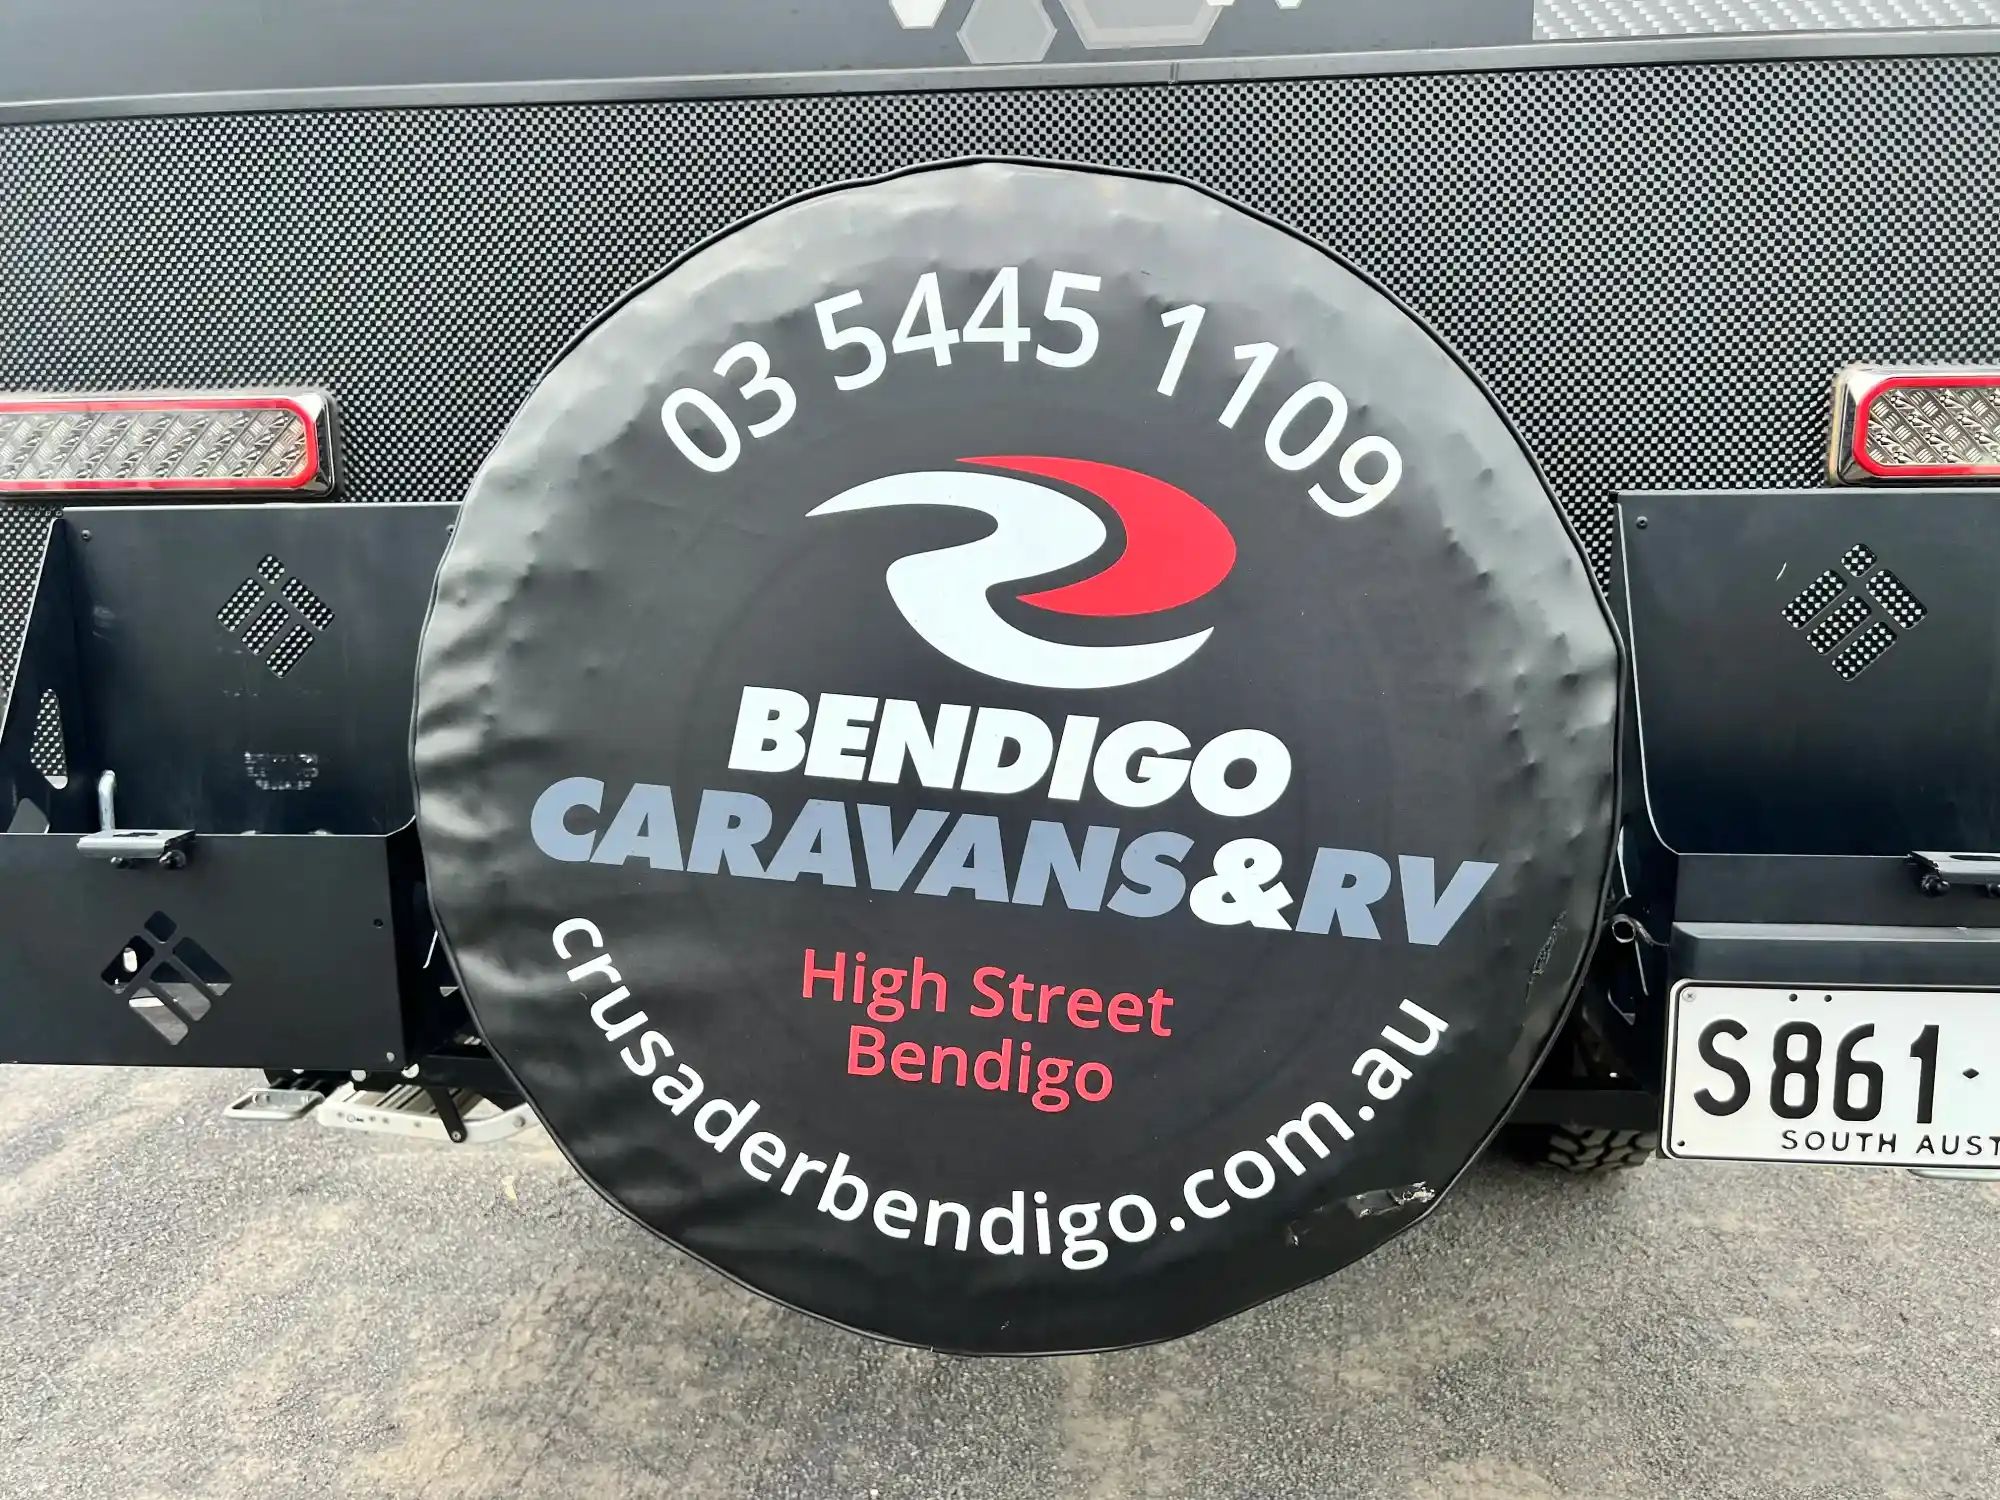 03 5445 1109
BENDIGO
CARAVANS&RV
High Street
Bendigo
crusaderbendigo.com.au
S861
SOUTH AUST